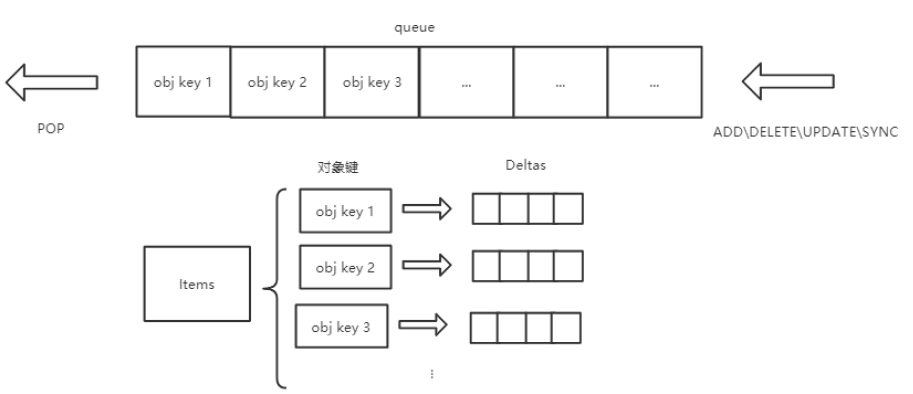 queue
obj key 1
obj key 2
obj key 3
...
...
...
POP
ADD\DELETE\UPDATE\SYNC
对象键
Deltas
obj key 1
Items
obj key 2
obj key 3
⋮